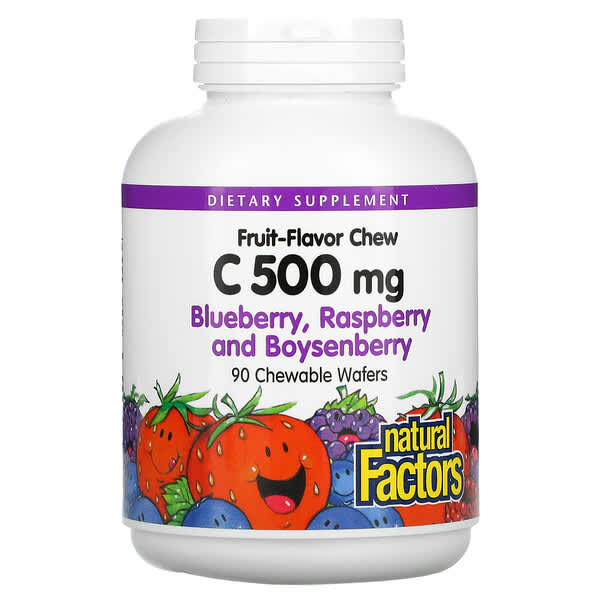 DIETARY SUPPLEMENT
Fruit-Flavor Chew
C 500 mg
Blueberry, Raspberry
and Boysenberry
90 Chewable Wafers
natural
Factors